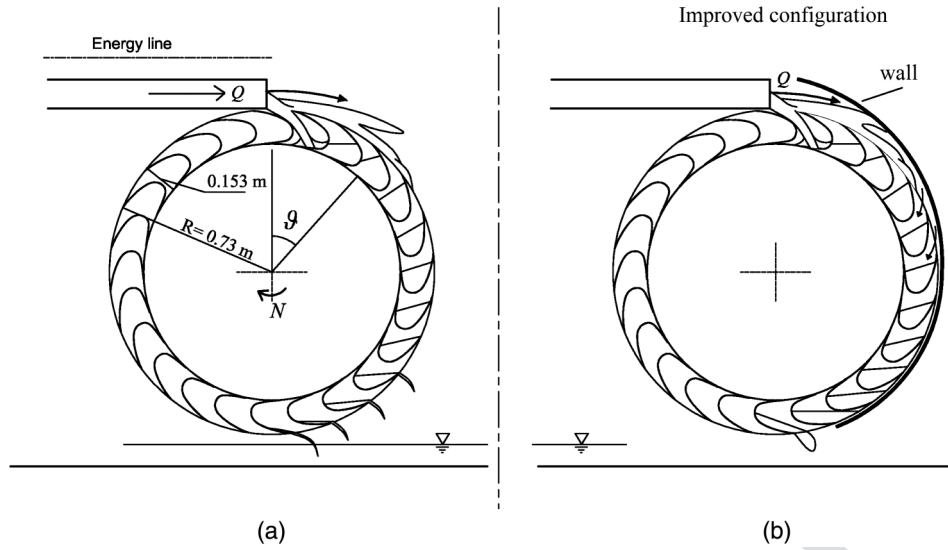 Improved configuration
Energy line
Q
Q
wall
0.153 m
R= 0.73 m
ϑ
N
(a)
(b)